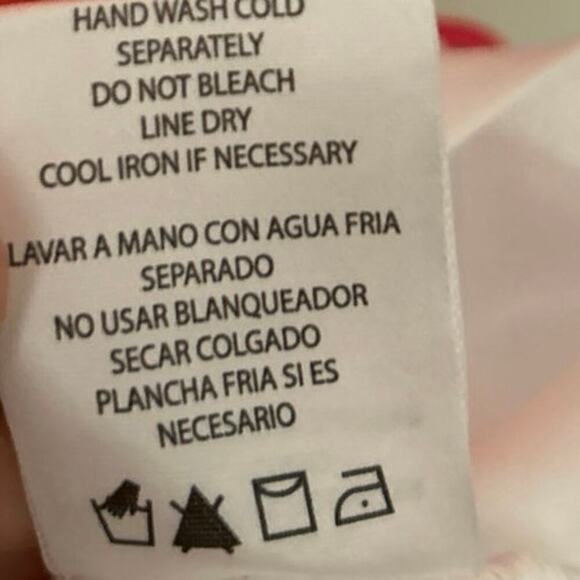 HAND WASH COLD
SEPARATELY
DO NOT BLEACH
LINE DRY
COOL IRON IF NECESSARY
LAVAR A MANO CON AGUA FRIA
SEPARADO
NO USAR BLANQUEADOR
SECAR COLGADO
PLANCHA FRIA SI ES
NECESARIO